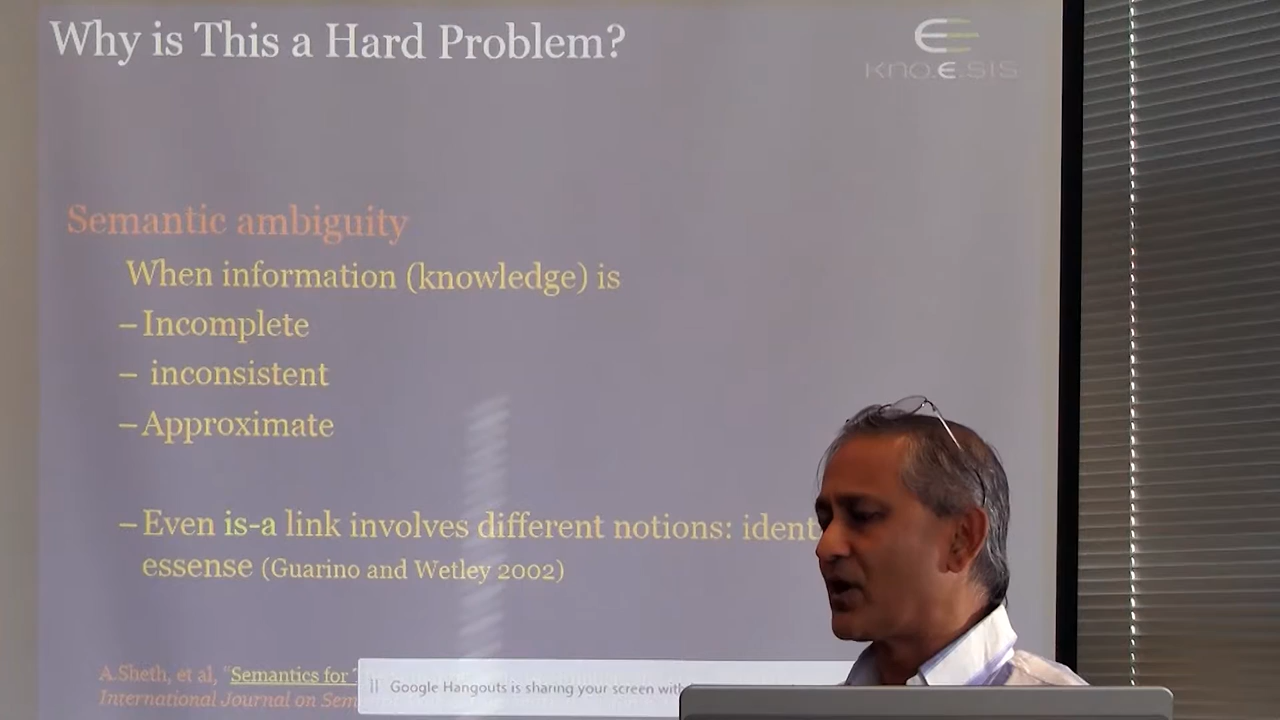 Why is This a Hard Problem?
kno.e.sis
Semantic ambiguity
When information (knowledge) is
– Incomplete
– inconsistent
– Approximate
– Even is-a link involves different notions: ident
essense (Guarino and Wetley 2002)
A.Sheth, et al, "Semantics for
International Journal on Sem
Google Hangouts is sharing your screen with